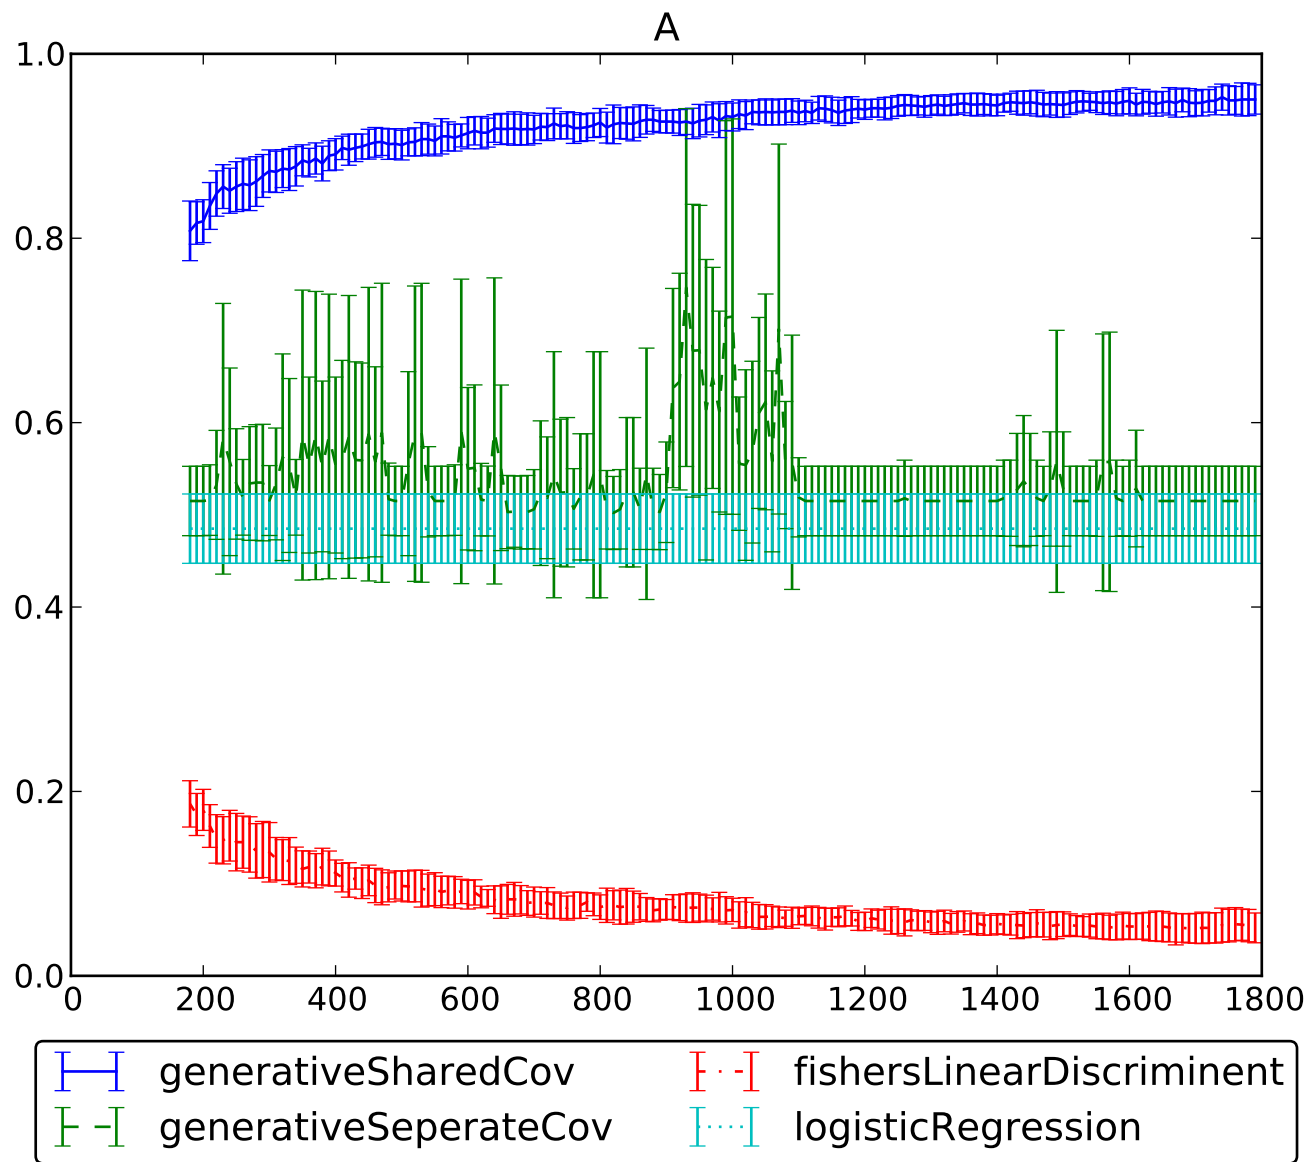 A
1.0
0.8
0.6
0.4
0.2
0.0
0 200 400 600 800 1000 1200 1400 1600 1800
generativeSharedCov fishersLinearDiscriminent
generativeSeperateCov logisticRegression